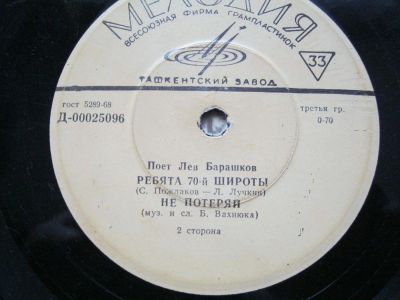 МЕЛОДИЯ
ВСЕСОЮЗНАЯ ФИРМА ГРАМПЛАСТИНОК
33
ТАШКЕНТСКИЙ ЗАВОД
гост 5289-68
Д-00025096
третья гр.
0-70
Поет Лев Барашков
РЕБЯТА 70-й ШИРОТЫ
(С. Пожлаков — Л. Лучкин)
НЕ ПОТЕРЯЙ
(муз. и сл. Б. Вахнюка)
2 сторона